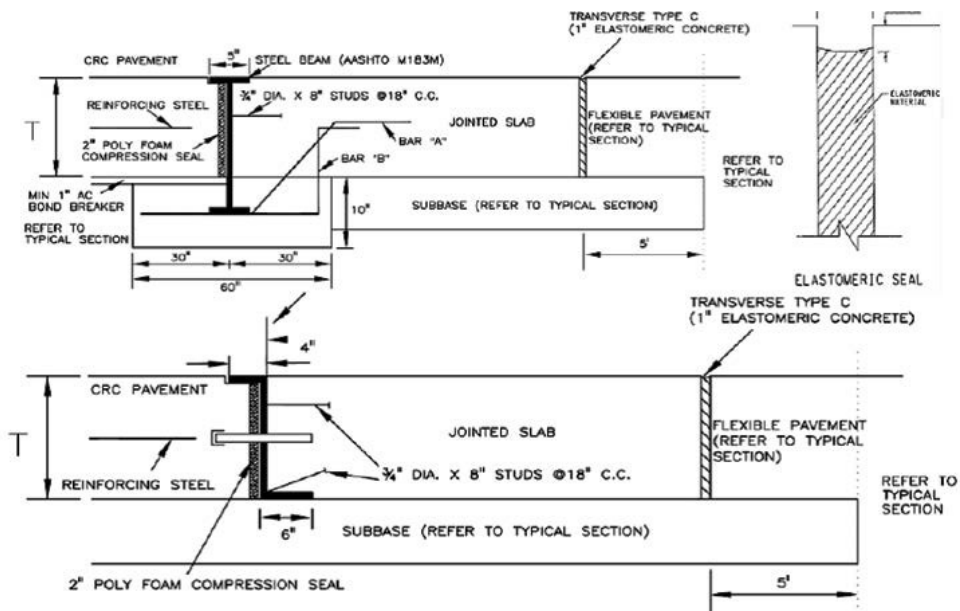 TRANSVERSE TYPE C
(1" ELASTOMERIC CONCRETE)
CRC PAVEMENT
5"
STEEL BEAM (AASHTO M183M)
¾" DIA. X 8" STUDS @18" C.C.
REINFORCING STEEL
T
2" POLY FOAM
COMPRESSION SEAL
JOINTED SLAB
BAR "A"
BAR "B"
FLEXIBLE PAVEMENT
(REFER TO TYPICAL
SECTION)
REFER TO
TYPICAL
SECTION
MIN 1" AC
BOND BREAKER
REFER TO
TYPICAL SECTION
10"
SUBBASE (REFER TO TYPICAL SECTION)
30"
30"
60"
5'
ELASTOMERIC
MATERIAL
ELASTOMERIC SEAL
TRANSVERSE TYPE C
(1" ELASTOMERIC CONCRETE)
4"
CRC PAVEMENT
T
REINFORCING STEEL
JOINTED SLAB
¾" DIA. X 8" STUDS @18" C.C.
FLEXIBLE PAVEMENT
(REFER TO TYPICAL
SECTION)
REFER TO
TYPICAL
SECTION
6"
SUBBASE (REFER TO TYPICAL SECTION)
2" POLY FOAM COMPRESSION SEAL
5'